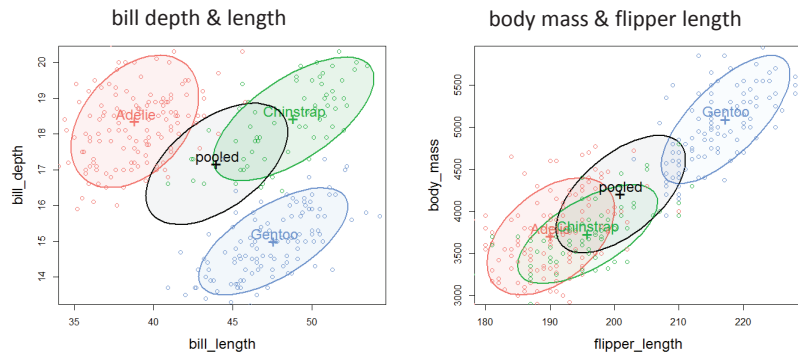 bill depth & length
20
19
18
17
16
15
14
bill_depth
Adelie
Chinstrap
pooled
Gentoo
35
40
45
50
bill_length
body mass & flipper length
5500
5000
4500
4000
3500
3000
body_mass
Gentoo
pooled
Adelie
Chinstrap
180
190
200
210
220
flipper_length